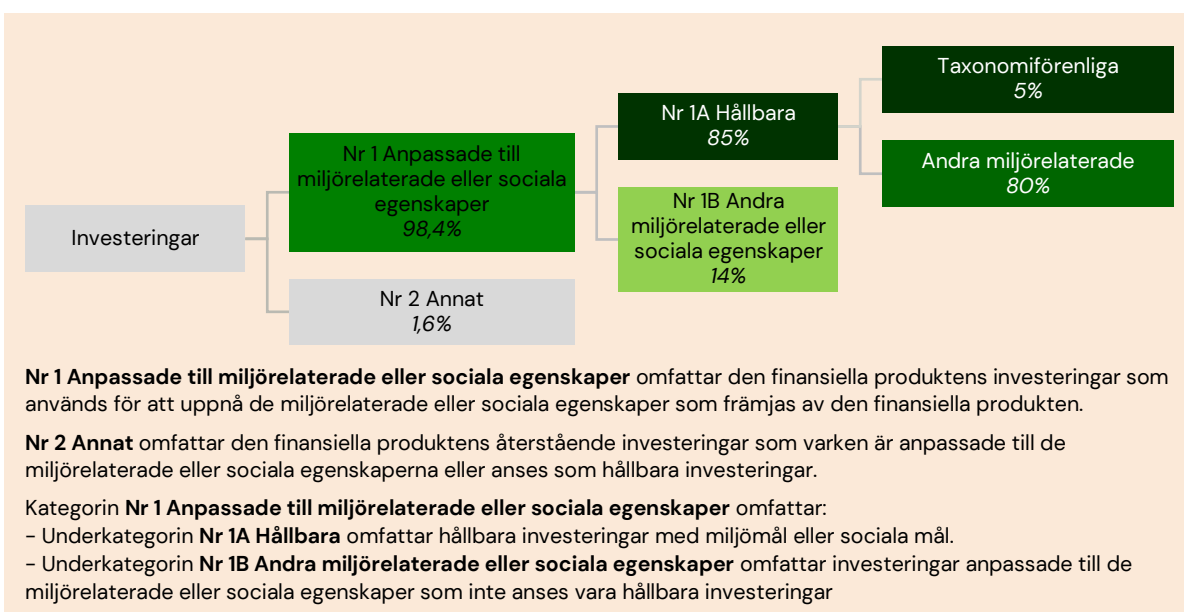 Taxonomiförenliga
5%
Nr 1A Hållbara
85%
Nr 1 Anpassade till
miljörelaterade eller sociala
egenskaper
98,4%
Andra miljörelaterade
80%
Nr 1B Andra
miljörelaterade eller
sociala egenskaper
14%
Investeringar
Nr 2 Annat
1,6%
Nr 1 Anpassade till miljörelaterade eller sociala egenskaper omfattar den finansiella produktens investeringar som
används för att uppnå de miljörelaterade eller sociala egenskaper som främjas av den finansiella produkten.
Nr 2 Annat omfattar den finansiella produktens återstående investeringar som varken är anpassade till de
miljörelaterade eller sociala egenskaperna eller anses som hållbara investeringar.
Kategorin Nr 1 Anpassade till miljörelaterade eller sociala egenskaper omfattar:
– Underkategorin Nr 1A Hållbara omfattar hållbara investeringar med miljömål eller sociala mål.
– Underkategorin Nr 1B Andra miljörelaterade eller sociala egenskaper omfattar investeringar anpassade till de
miljörelaterade eller sociala egenskaper som inte anses vara hållbara investeringar